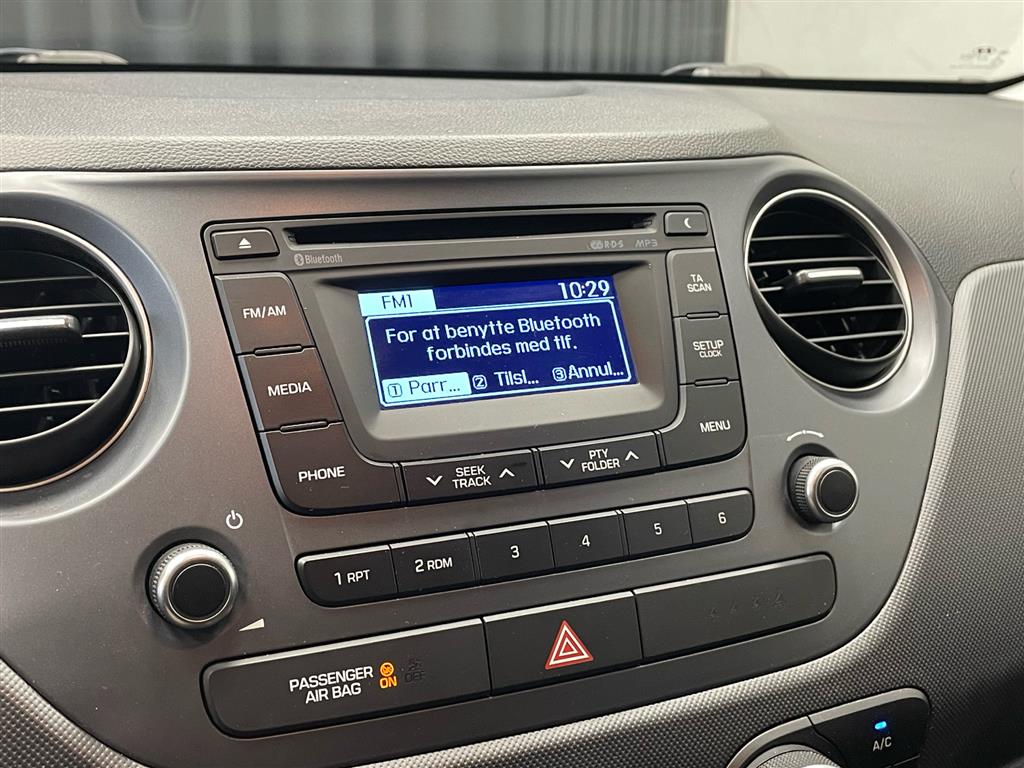 Bluetooth
R·D·S
MP3
FM/AM
MEDIA
PHONE
FM1 10:29
For at benytte Bluetooth
forbindes med tlf.
1 Parr... 2 Tilsl... 3 Annul...
TA
SCAN
SETUP
CLOCK
MENU
SEEK
TRACK
PTY
FOLDER
1 RPT
2 RDM
3
4
5
6
PASSENGER
AIR BAG
ON
OFF
A/C